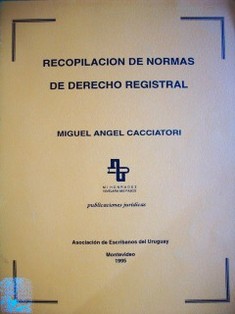 RECOPILACION DE NORMAS
DE DERECHO REGISTRAL
MIGUEL ANGEL CACCIATORI
publicaciones jurídicas
Asociación de Escribanos del Uruguay
Montevideo
1995